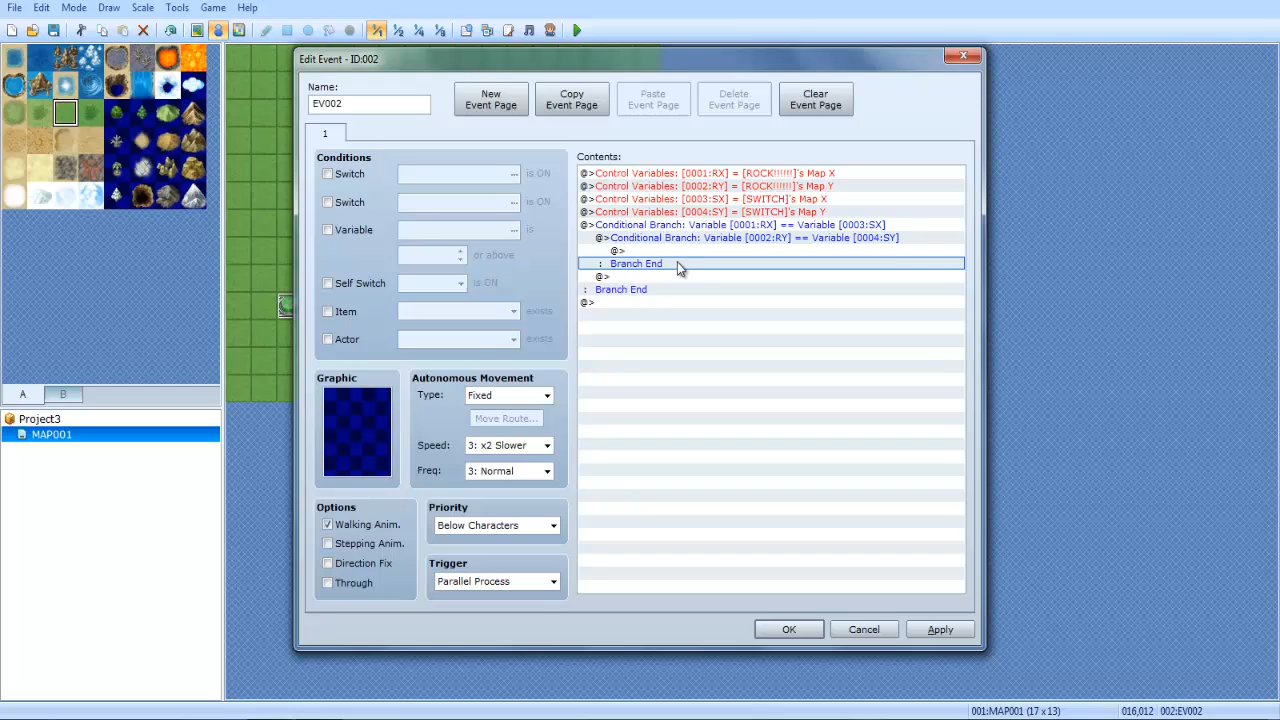 File Edit Mode Draw Scale Tools Game Help
Edit Event - ID:002
Name:
EV002
New Event Page
Copy Event Page
Paste Event Page
Delete Event Page
Clear Event Page
1
Conditions
Switch ... is ON
Switch ... is ON
Variable ... is
or above
Self Switch is ON
Item exists
Actor exists
Graphic
Autonomous Movement
Type: Fixed
Move Route...
Speed: 3: x2 Slower
Freq: 3: Normal
Options
Walking Anim.
Stepping Anim.
Direction Fix
Through
Priority
Below Characters
Trigger
Parallel Process
Contents:
@>Control Variables: [0001:RX] = [ROCK!!!!!!]'s Map X
@>Control Variables: [0002:RY] = [ROCK!!!!!!]'s Map Y
@>Control Variables: [0003:SX] = [SWITCH]'s Map X
@>Control Variables: [0004:SY] = [SWITCH]'s Map Y
@>Conditional Branch: Variable [0001:RX] == Variable [0003:SX]
@>Conditional Branch: Variable [0002:RY] == Variable [0004:SY]
@>
: Branch End
@>
: Branch End
@>
OK Cancel Apply
A B
Project3
MAP001
001:MAP001 (17 x 13) 016,012 002:EV002